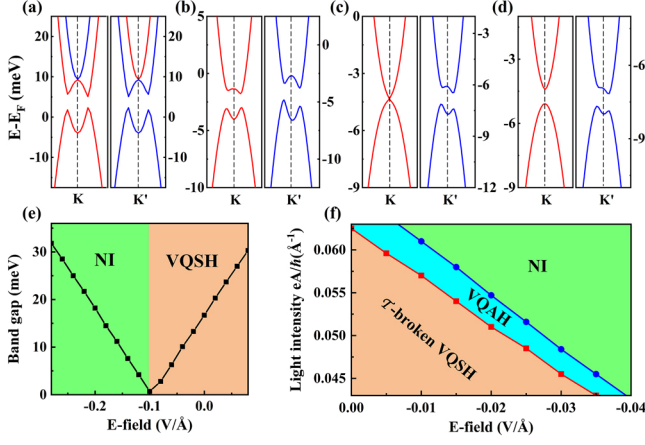 (a) (b) (c) (d)
E-E_F (meV)
20 10 0 -10
20 10 0 -10
5 0 -5 -10
0 -5 -10
0 -3 -6 -9
-3 -6 -9 -12
0 -3 -6 -9
-3 -6 -9
K K' K K' K K' K K'
(e)
Band gap (meV)
30 20 10 0
NI VQSH
-0.2 -0.1 0.0
E-field (V/Å)
(f)
Light intensity eA/ℏ(Å⁻¹)
0.060 0.055 0.050 0.045
NI
VQAH
𝒯-broken VQSH
0.00 -0.01 -0.02 -0.03 -0.04
E-field (V/Å)